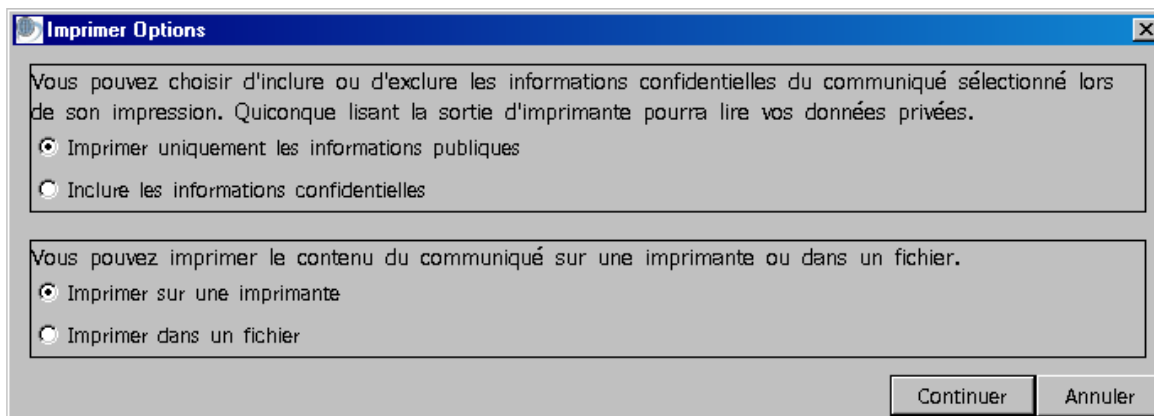 Imprimer Options
Vous pouvez choisir d'inclure ou d'exclure les informations confidentielles du communiqué sélectionné lors
de son impression. Quiconque lisant la sortie d'imprimante pourra lire vos données privées.
Imprimer uniquement les informations publiques
Inclure les informations confidentielles
Vous pouvez imprimer le contenu du communiqué sur une imprimante ou dans un fichier.
Imprimer sur une imprimante
Imprimer dans un fichier
Continuer Annuler